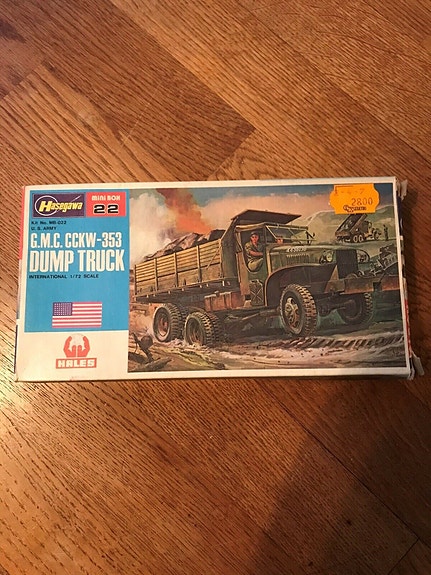 Hasegawa
MINI BOX
22
Kit No. MB-022
U.S. ARMY
G.M.C. CCKW-353
DUMP TRUCK
INTERNATIONAL 1/72 SCALE
HALES
2800